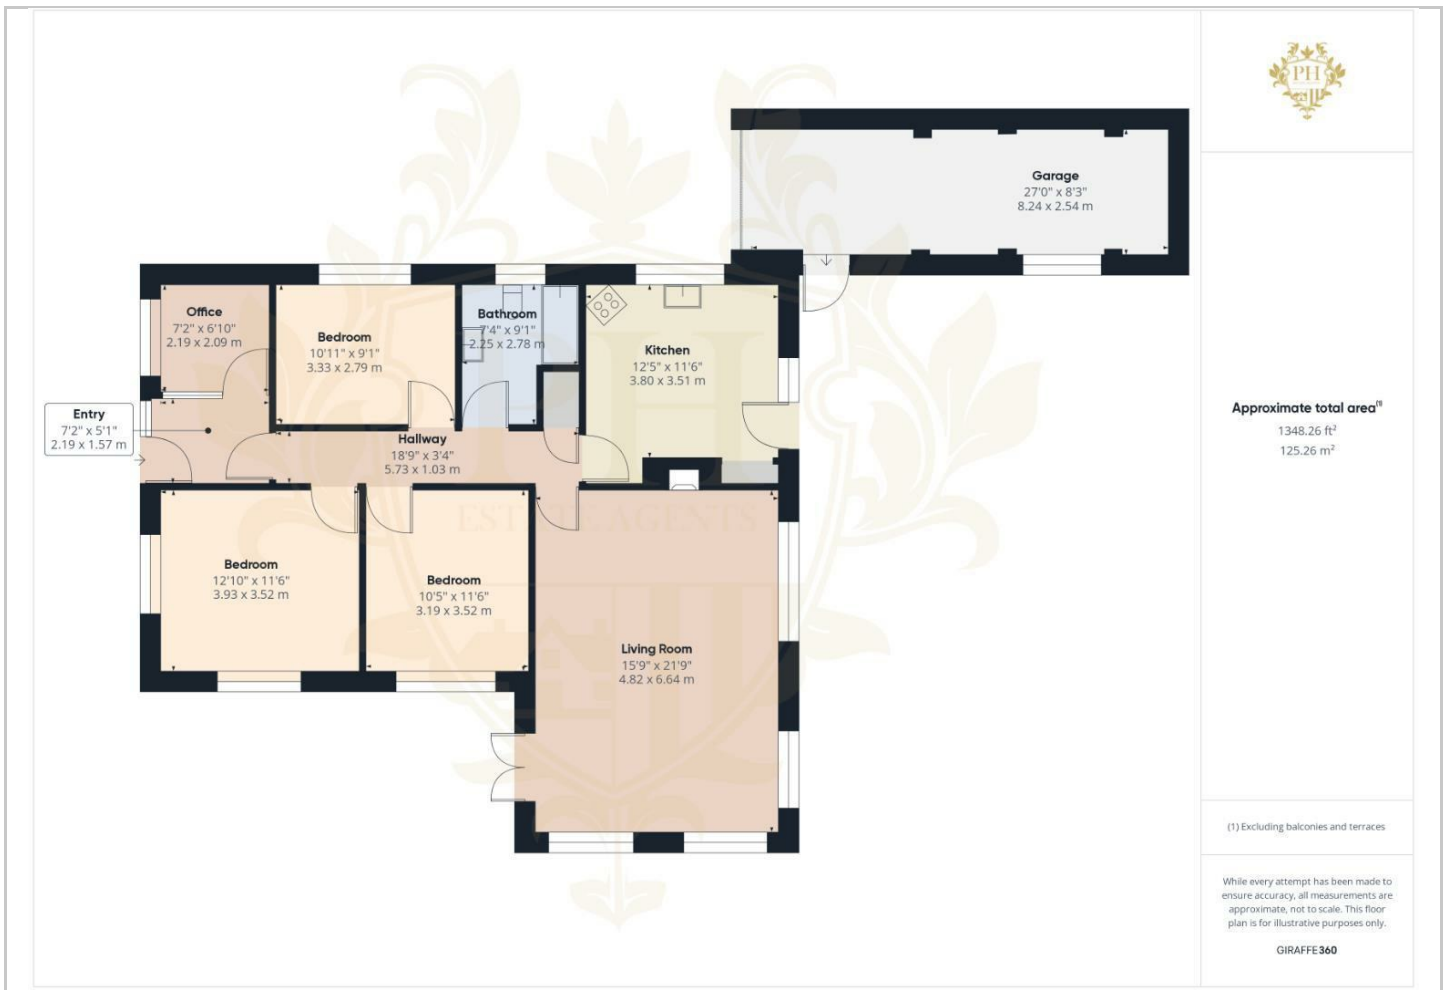 PH
Garage
27'0" x 8'3"
8.24 x 2.54 m
Office
7'2" x 6'10"
2.19 x 2.09 m
Bedroom
10'11" x 9'1"
3.33 x 2.79 m
Bathroom
7'4" x 9'1"
2.25 x 2.78 m
Kitchen
12'5" x 11'6"
3.80 x 3.51 m
Entry
7'2" x 5'1"
2.19 x 1.57 m
Hallway
18'9" x 3'4"
5.73 x 1.03 m
PH
ESTATE AGENTS
Bedroom
12'10" x 11'6"
3.93 x 3.52 m
Bedroom
10'5" x 11'6"
3.19 x 3.52 m
Living Room
15'9" x 21'9"
4.82 x 6.64 m
Approximate total area⁽¹⁾
1348.26 ft²
125.26 m²
(1) Excluding balconies and terraces
While every attempt has been made to
ensure accuracy, all measurements are
approximate, not to scale. This floor
plan is for illustrative purposes only.
GIRAFFE360